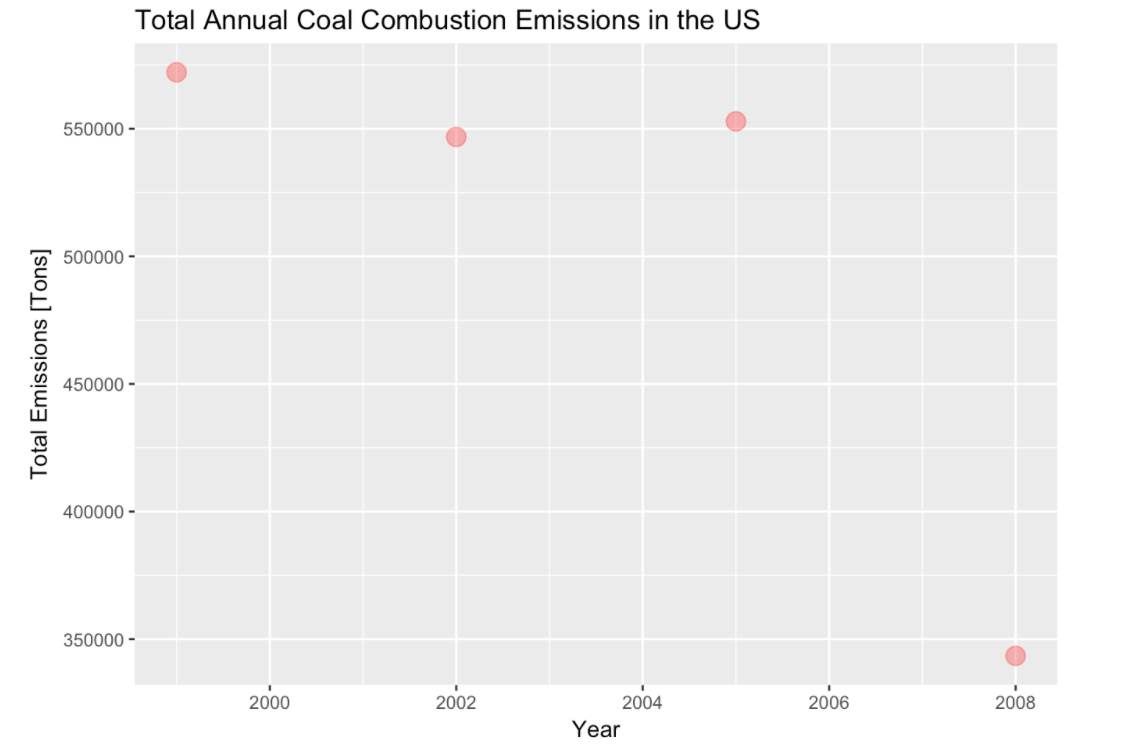 Total Annual Coal Combustion Emissions in the US
Total Emissions [Tons]
550000
500000
450000
400000
350000
2000 2002 2004 2006 2008
Year